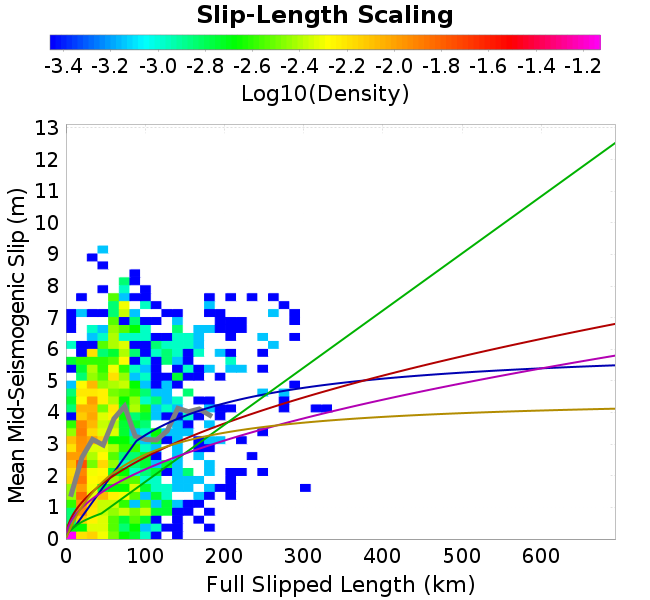 Slip-Length Scaling
-3.4 -3.2 -3.0 -2.8 -2.6 -2.4 -2.2 -2.0 -1.8 -1.6 -1.4 -1.2
Log10(Density)
Mean Mid-Seismogenic Slip (m)
13
12
11
10
9
8
7
6
5
4
3
2
1
0
0 100 200 300 400 500 600
Full Slipped Length (km)